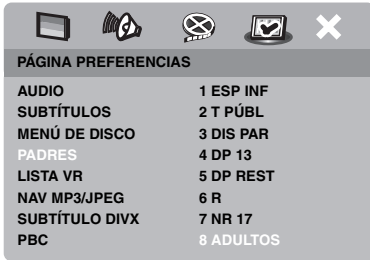 PÁGINA PREFERENCIAS
AUDIO 1 ESP INF
SUBTÍTULOS 2 T PÚBL
MENÚ DE DISCO 3 DIS PAR
PADRES 4 DP 13
LISTA VR 5 DP REST
NAV MP3/JPEG 6 R
SUBTÍTULO DIVX 7 NR 17
PBC 8 ADULTOS